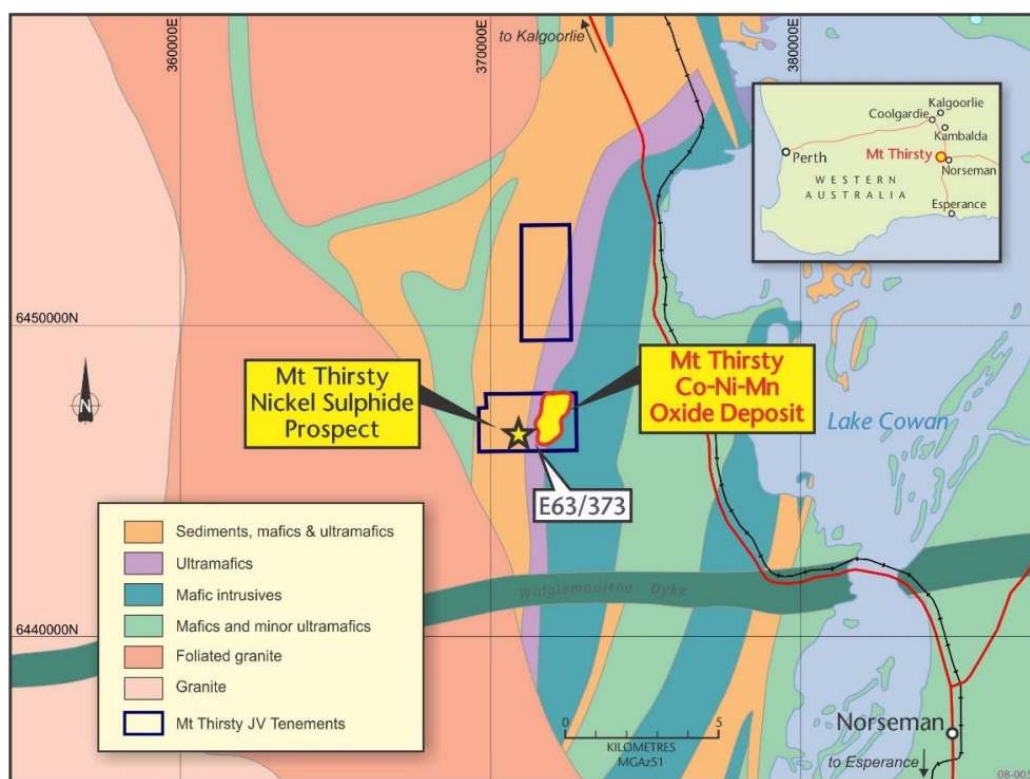 360000E
370000E
380000E
to Kalgoorlie
Kalgoorlie
Coolgardie
Kambalda
Mt Thirsty
Perth
Norseman
WESTERN
AUSTRALIA
Esperance
6450000N
Mt Thirsty
Nickel Sulphide
Prospect
Mt Thirsty
Co-Ni-Mn
Oxide Deposit
N
Lake Cowan
E63/373
Sediments, mafics & ultramafics
Ultramafics
Mafic intrusives
Mafics and minor ultramafics
Foliated granite
Granite
Mt Thirsty JV Tenements
Widgiemooltha Dyke
6440000N
0 5
KILOMETRES
MGAz51
Norseman
to Esperance